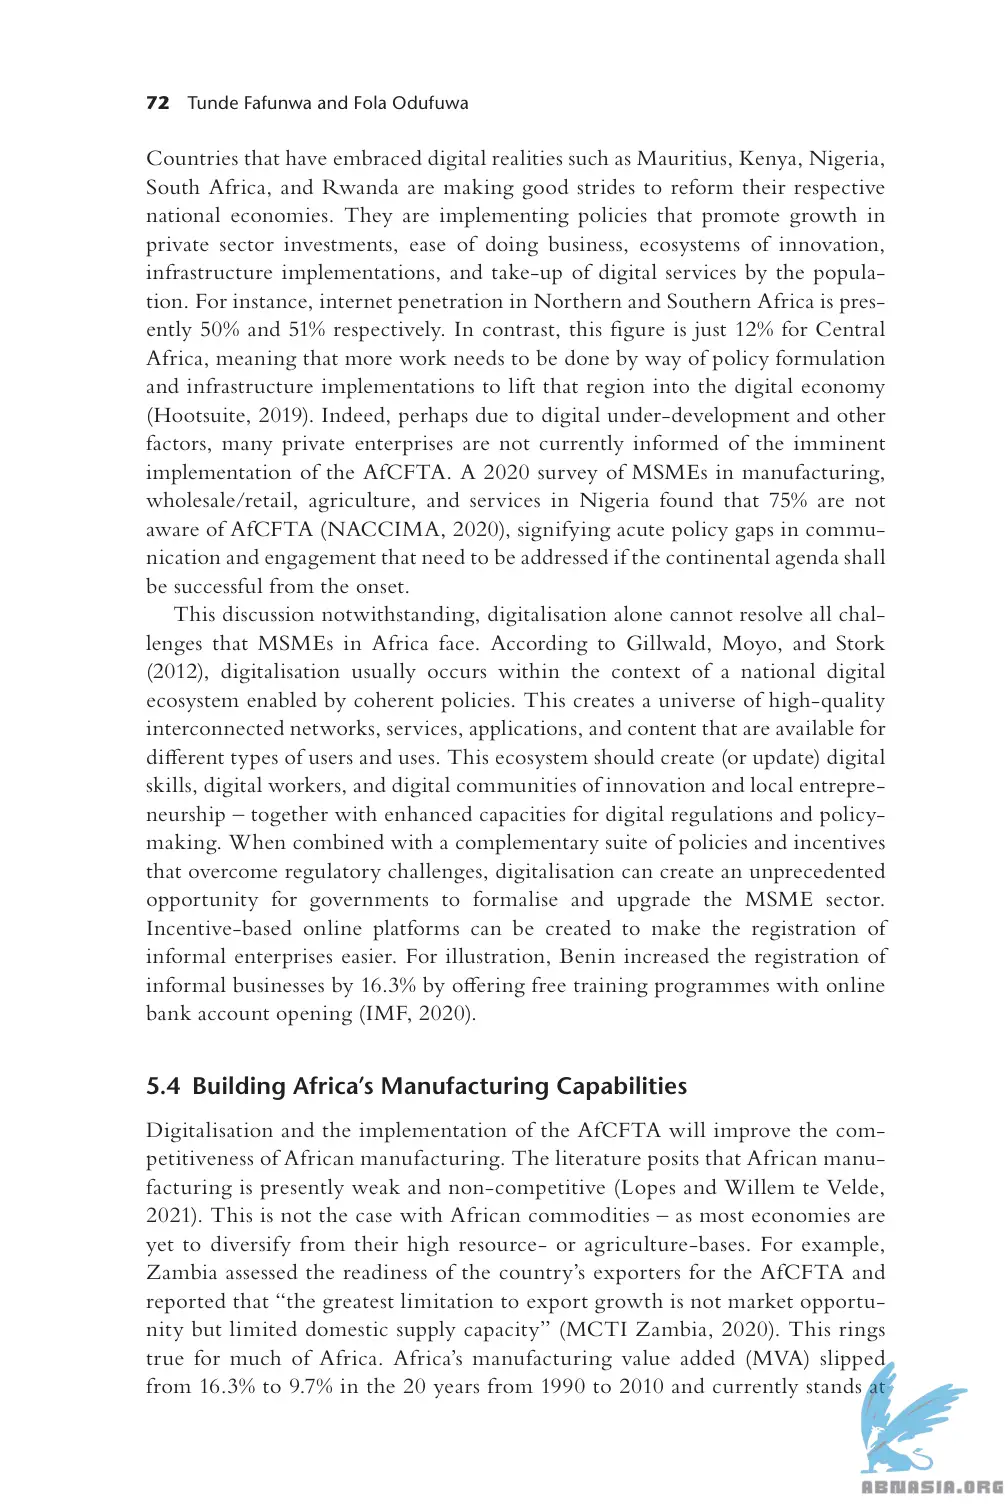 72 Tunde Fafunwa and Fola Odufuwa
Countries that have embraced digital realities such as Mauritius, Kenya, Nigeria,
South Africa, and Rwanda are making good strides to reform their respective
national economies. They are implementing policies that promote growth in
private sector investments, ease of doing business, ecosystems of innovation,
infrastructure implementations, and take-up of digital services by the popula-
tion. For instance, internet penetration in Northern and Southern Africa is pres-
ently 50% and 51% respectively. In contrast, this figure is just 12% for Central
Africa, meaning that more work needs to be done by way of policy formulation
and infrastructure implementations to lift that region into the digital economy
(Hootsuite, 2019). Indeed, perhaps due to digital under-development and other
factors, many private enterprises are not currently informed of the imminent
implementation of the AfCFTA. A 2020 survey of MSMEs in manufacturing,
wholesale/retail, agriculture, and services in Nigeria found that 75% are not
aware of AfCFTA (NACCIMA, 2020), signifying acute policy gaps in commu-
nication and engagement that need to be addressed if the continental agenda shall
be successful from the onset.
This discussion notwithstanding, digitalisation alone cannot resolve all chal-
lenges that MSMEs in Africa face. According to Gillwald, Moyo, and Stork
(2012), digitalisation usually occurs within the context of a national digital
ecosystem enabled by coherent policies. This creates a universe of high-quality
interconnected networks, services, applications, and content that are available for
different types of users and uses. This ecosystem should create (or update) digital
skills, digital workers, and digital communities of innovation and local entrepre-
neurship – together with enhanced capacities for digital regulations and policy-
making. When combined with a complementary suite of policies and incentives
that overcome regulatory challenges, digitalisation can create an unprecedented
opportunity for governments to formalise and upgrade the MSME sector.
Incentive-based online platforms can be created to make the registration of
informal enterprises easier. For illustration, Benin increased the registration of
informal businesses by 16.3% by offering free training programmes with online
bank account opening (IMF, 2020).
5.4 Building Africa's Manufacturing Capabilities
Digitalisation and the implementation of the AfCFTA will improve the com-
petitiveness of African manufacturing. The literature posits that African manu-
facturing is presently weak and non-competitive (Lopes and Willem te Velde,
2021). This is not the case with African commodities – as most economies are
yet to diversify from their high resource- or agriculture-bases. For example,
Zambia assessed the readiness of the country's exporters for the AfCFTA and
reported that "the greatest limitation to export growth is not market opportu-
nity but limited domestic supply capacity" (MCTI Zambia, 2020). This rings
true for much of Africa. Africa's manufacturing value added (MVA) slipped
from 16.3% to 9.7% in the 20 years from 1990 to 2010 and currently stands at
ABNASIA.ORG